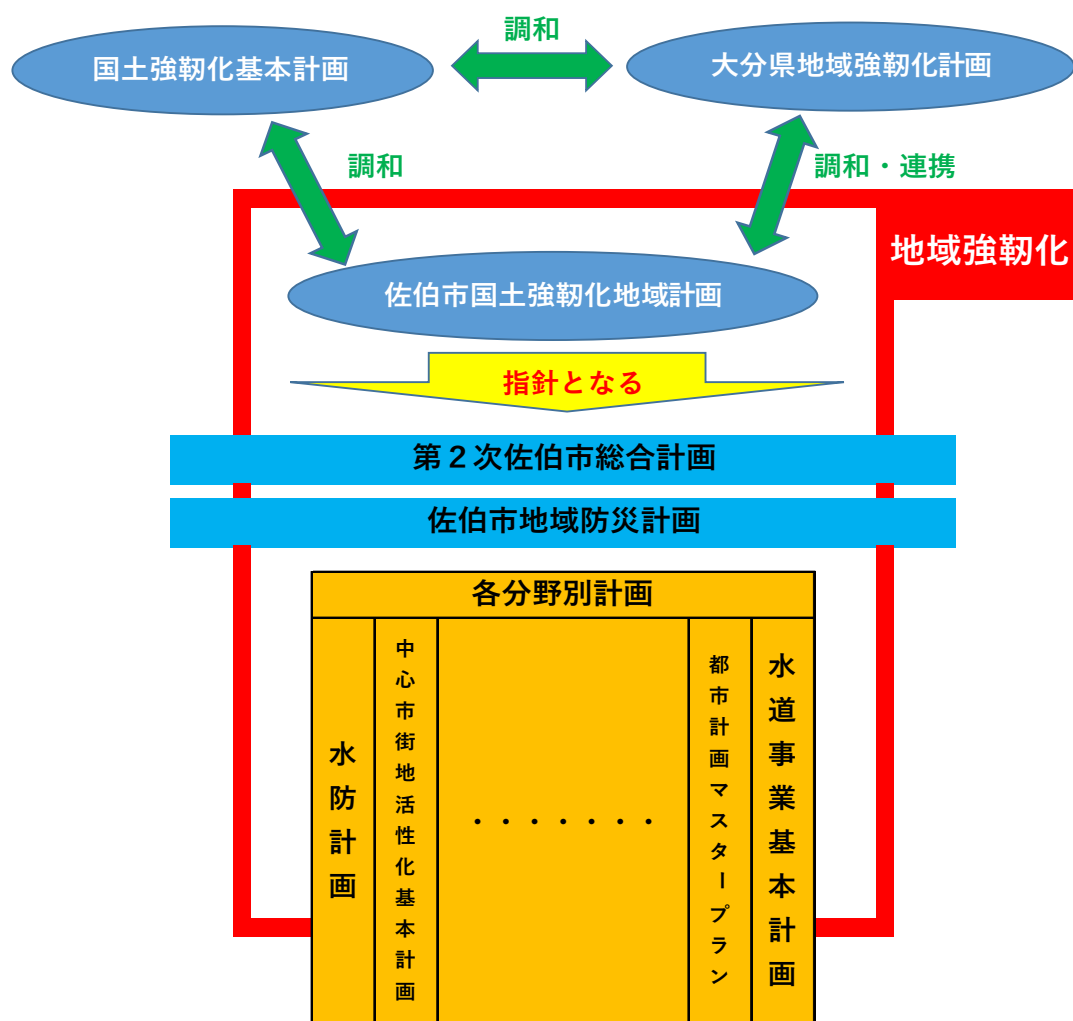 調和
国土強靭化基本計画
大分県地域強靭化計画
調和
調和・連携
地域強靭化
佐伯市国土強靭化地域計画
指針となる
第２次佐伯市総合計画
佐伯市地域防災計画
各分野別計画
水防計画
中心市街地活性化基本計画
・・・・・・・
都市計画マスタープラン
水道事業基本計画